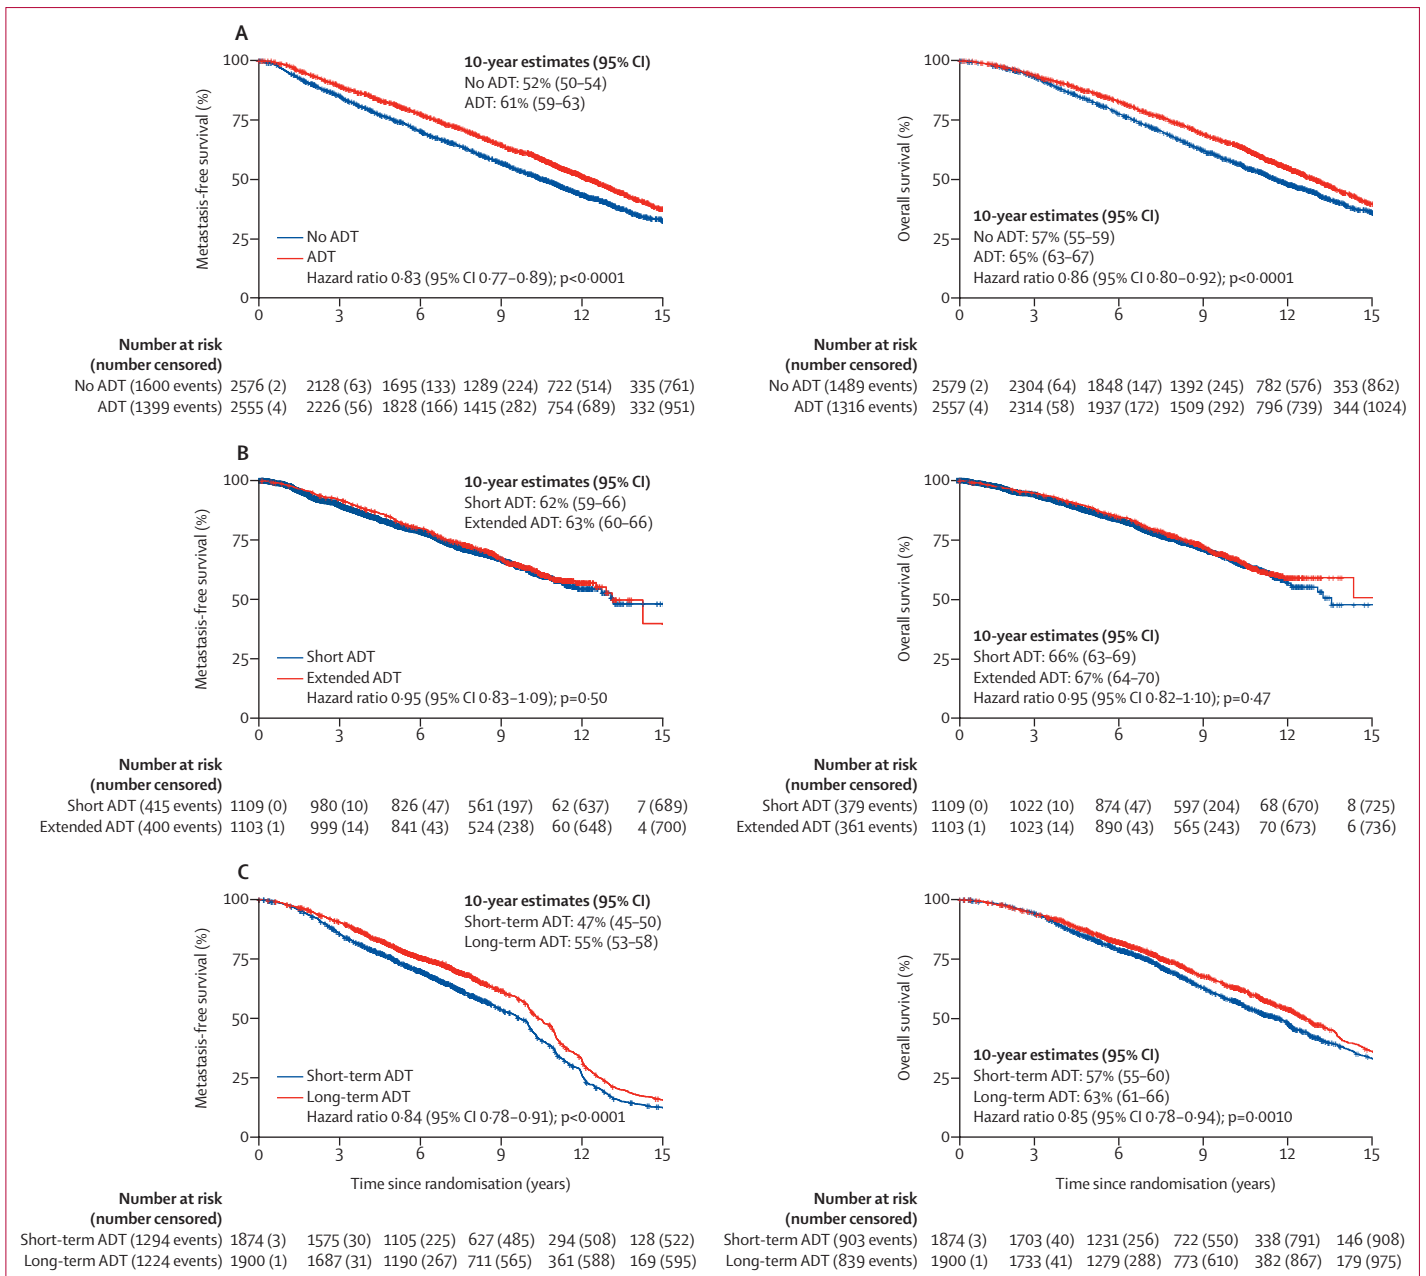 A
100
75
50
25
0
Metastasis-free survival (%)
10-year estimates (95% CI)
No ADT: 52% (50–54)
ADT: 61% (59–63)
No ADT
ADT
Hazard ratio 0·83 (95% CI 0·77–0·89); p<0·0001
0 3 6 9 12 15
100
75
50
25
0
Overall survival (%)
10-year estimates (95% CI)
No ADT: 57% (55–59)
ADT: 65% (63–67)
Hazard ratio 0·86 (95% CI 0·80–0·92); p<0·0001
0 3 6 9 12 15
Number at risk
(number censored)
No ADT (1600 events) 2576 (2) 2128 (63) 1695 (133) 1289 (224) 722 (514) 335 (761)
ADT (1399 events) 2555 (4) 2226 (56) 1828 (166) 1415 (282) 754 (689) 332 (951)
Number at risk
(number censored)
No ADT (1489 events) 2579 (2) 2304 (64) 1848 (147) 1392 (245) 782 (576) 353 (862)
ADT (1316 events) 2557 (4) 2314 (58) 1937 (172) 1509 (292) 796 (739) 344 (1024)
B
100
75
50
25
0
Metastasis-free survival (%)
10-year estimates (95% CI)
Short ADT: 62% (59–66)
Extended ADT: 63% (60–66)
Short ADT
Extended ADT
Hazard ratio 0·95 (95% CI 0·83–1·09); p=0·50
0 3 6 9 12 15
100
75
50
25
0
Overall survival (%)
10-year estimates (95% CI)
Short ADT: 66% (63–69)
Extended ADT: 67% (64–70)
Hazard ratio 0·95 (95% CI 0·82–1·10); p=0·47
0 3 6 9 12 15
Number at risk
(number censored)
Short ADT (415 events) 1109 (0) 980 (10) 826 (47) 561 (197) 62 (637) 7 (689)
Extended ADT (400 events) 1103 (1) 999 (14) 841 (43) 524 (238) 60 (648) 4 (700)
Number at risk
(number censored)
Short ADT (379 events) 1109 (0) 1022 (10) 874 (47) 597 (204) 68 (670) 8 (725)
Extended ADT (361 events) 1103 (1) 1023 (14) 890 (43) 565 (243) 70 (673) 6 (736)
C
100
75
50
25
0
Metastasis-free survival (%)
10-year estimates (95% CI)
Short-term ADT: 47% (45–50)
Long-term ADT: 55% (53–58)
Short-term ADT
Long-term ADT
Hazard ratio 0·84 (95% CI 0·78–0·91); p<0·0001
0 3 6 9 12 15
Time since randomisation (years)
100
75
50
25
0
Overall survival (%)
10-year estimates (95% CI)
Short-term ADT: 57% (55–60)
Long-term ADT: 63% (61–66)
Hazard ratio 0·85 (95% CI 0·78–0·94); p=0·0010
0 3 6 9 12 15
Time since randomisation (years)
Number at risk
(number censored)
Short-term ADT (1294 events) 1874 (3) 1575 (30) 1105 (225) 627 (485) 294 (508) 128 (522)
Long-term ADT (1224 events) 1900 (1) 1687 (31) 1190 (267) 711 (565) 361 (588) 169 (595)
Number at risk
(number censored)
Short-term ADT (903 events) 1874 (3) 1703 (40) 1231 (256) 722 (550) 338 (791) 146 (908)
Long-term ADT (839 events) 1900 (1) 1733 (41) 1279 (288) 773 (610) 382 (867) 179 (975)